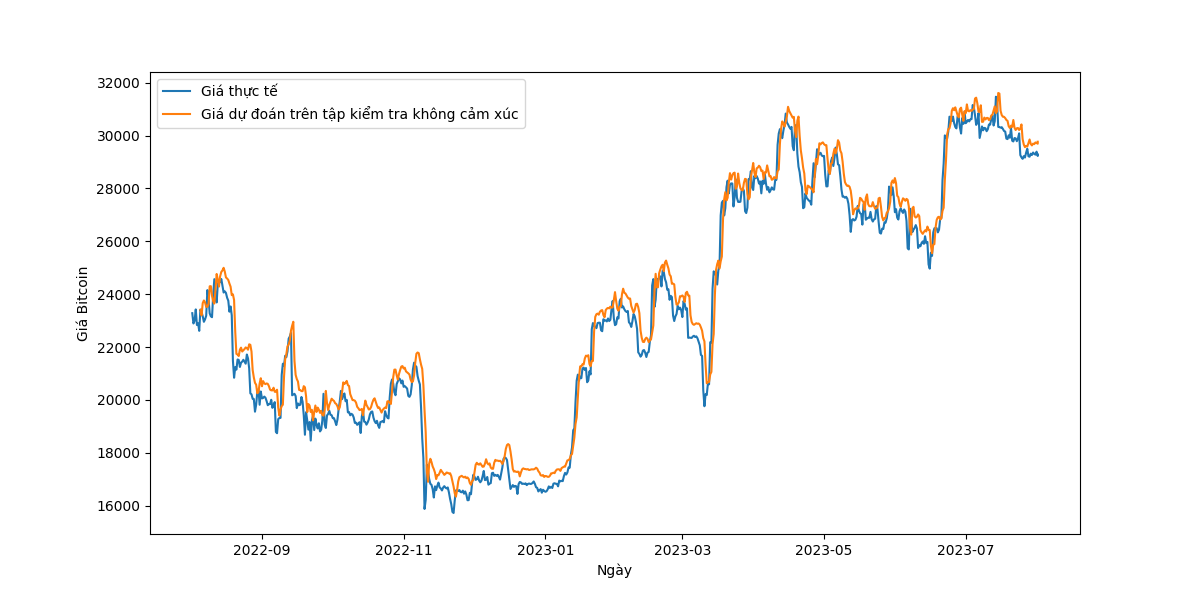 Giá thực tế
Giá dự đoán trên tập kiểm tra không cảm xúc
32000
30000
28000
26000
24000
22000
20000
18000
16000
Giá Bitcoin
2022-09 2022-11 2023-01 2023-03 2023-05 2023-07
Ngày